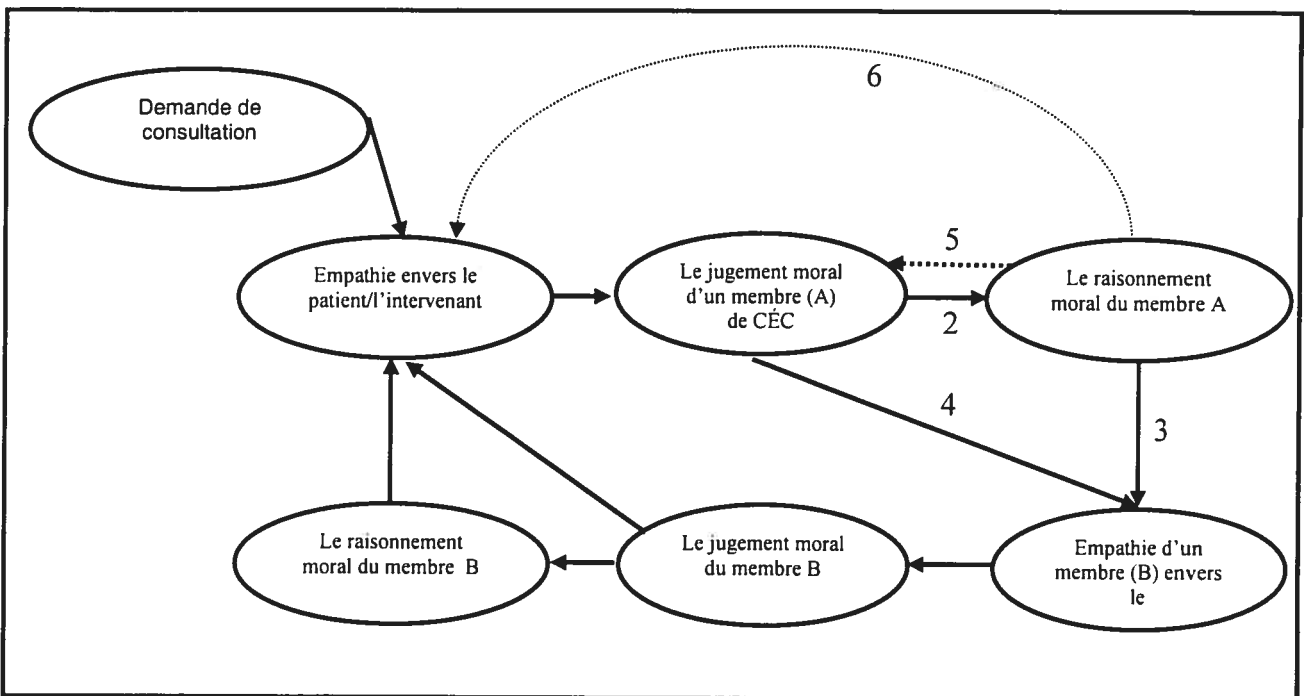 6
Demande de
consultation
5
Empathie envers le
patient/l'intervenant
Le jugement moral
d'un membre (A)
de CÉC
2
Le raisonnement
moral du membre A
4
3
Le raisonnement
moral du membre B
Le jugement moral
du membre B
Empathie d'un
membre (B) envers
le